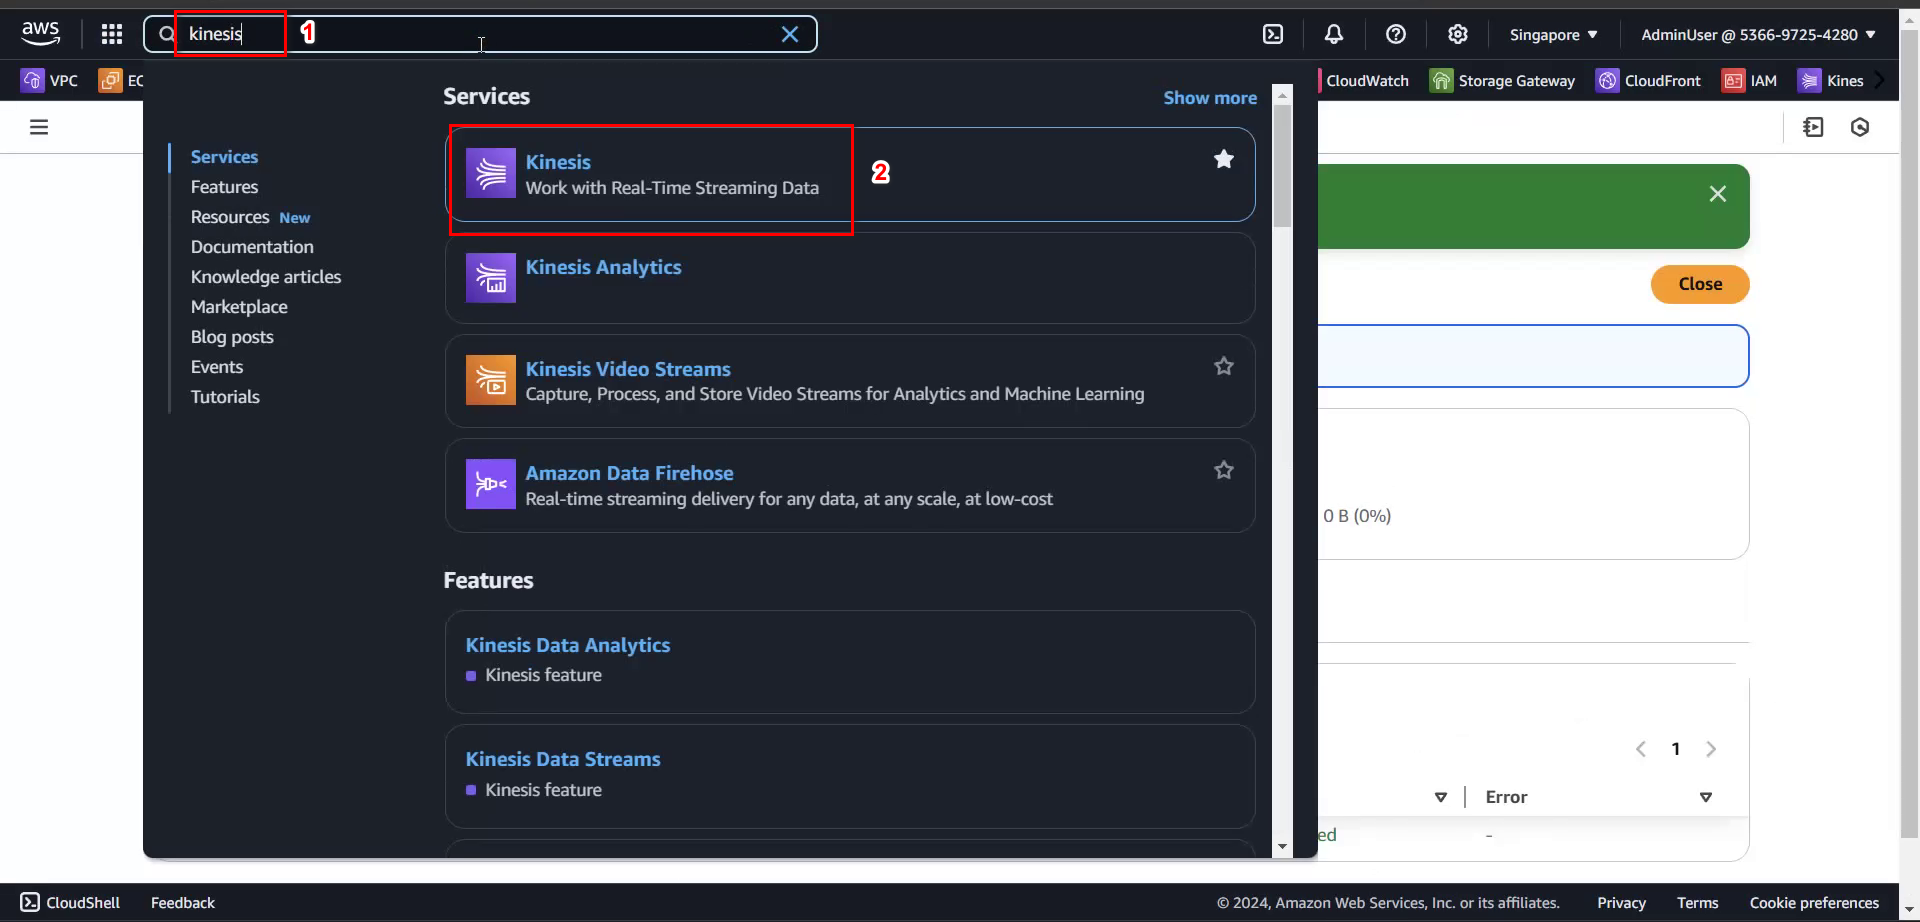 aws
kinesis
1
Singapore ▼
AdminUser @ 5366-9725-4280 ▼
VPC
EC
CloudWatch
Storage Gateway
CloudFront
IAM
Kines
Services
Features
Resources New
Documentation
Knowledge articles
Marketplace
Blog posts
Events
Tutorials
Services
Show more
Kinesis
Work with Real-Time Streaming Data
2
Kinesis Analytics
Kinesis Video Streams
Capture, Process, and Store Video Streams for Analytics and Machine Learning
Amazon Data Firehose
Real-time streaming delivery for any data, at any scale, at low-cost
Features
Kinesis Data Analytics
Kinesis feature
Kinesis Data Streams
Kinesis feature
Close
0 B (0%)
1
Error
ed
-
CloudShell
Feedback
© 2024, Amazon Web Services, Inc. or its affiliates.
Privacy
Terms
Cookie preferences